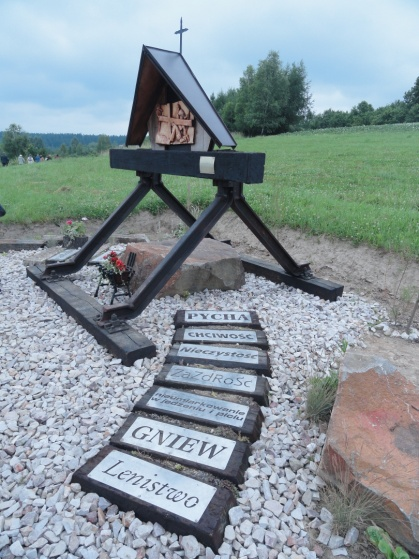 PYCHA
CHCIWOŚĆ
Nieczystość
ZAZDROŚĆ
nieumiarkowanie
w jedzeniu i piciu
GNIEW
Lenistwo